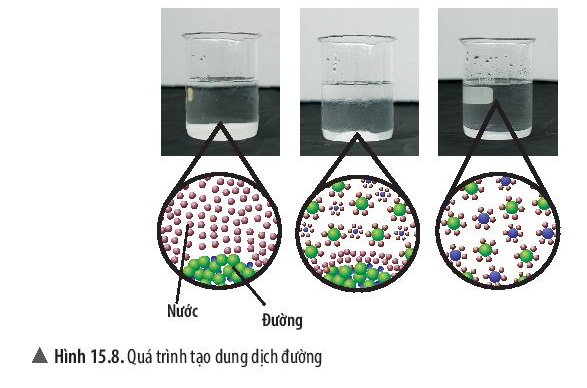 Nước
Đường
▲ Hình 15.8. Quá trình tạo dung dịch đường